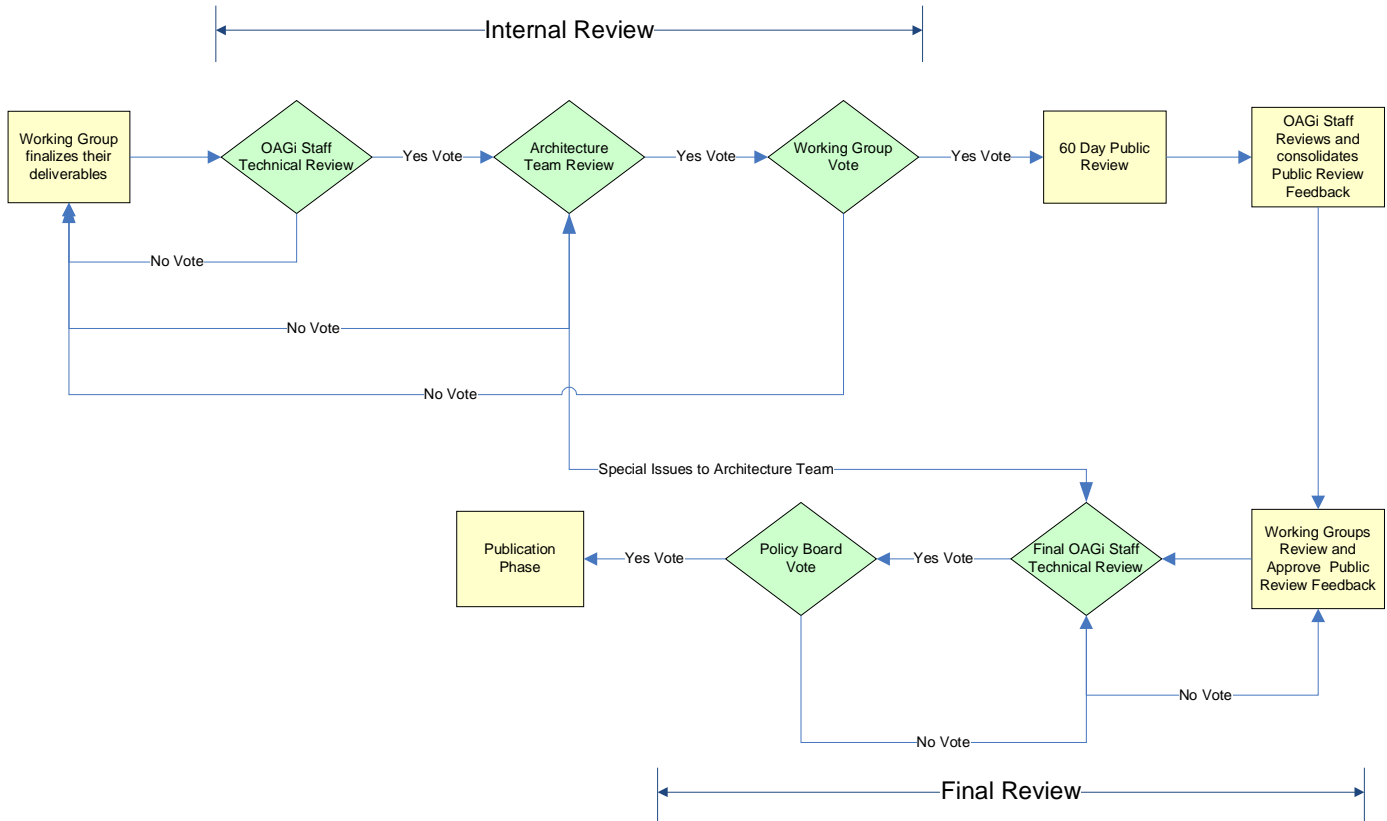 Internal Review
Working Group
finalizes their
deliverables
OAGi Staff
Technical Review
Yes Vote
Architecture
Team Review
Yes Vote
Working Group
Vote
Yes Vote
60 Day Public
Review
OAGi Staff
Reviews and
consolidates
Public Review
Feedback
No Vote
No Vote
No Vote
Special Issues to Architecture Team
Publication
Phase
Yes Vote
Policy Board
Vote
Yes Vote
Final OAGi Staff
Technical Review
Working Groups
Review and
Approve Public
Review Feedback
No Vote
No Vote
Final Review